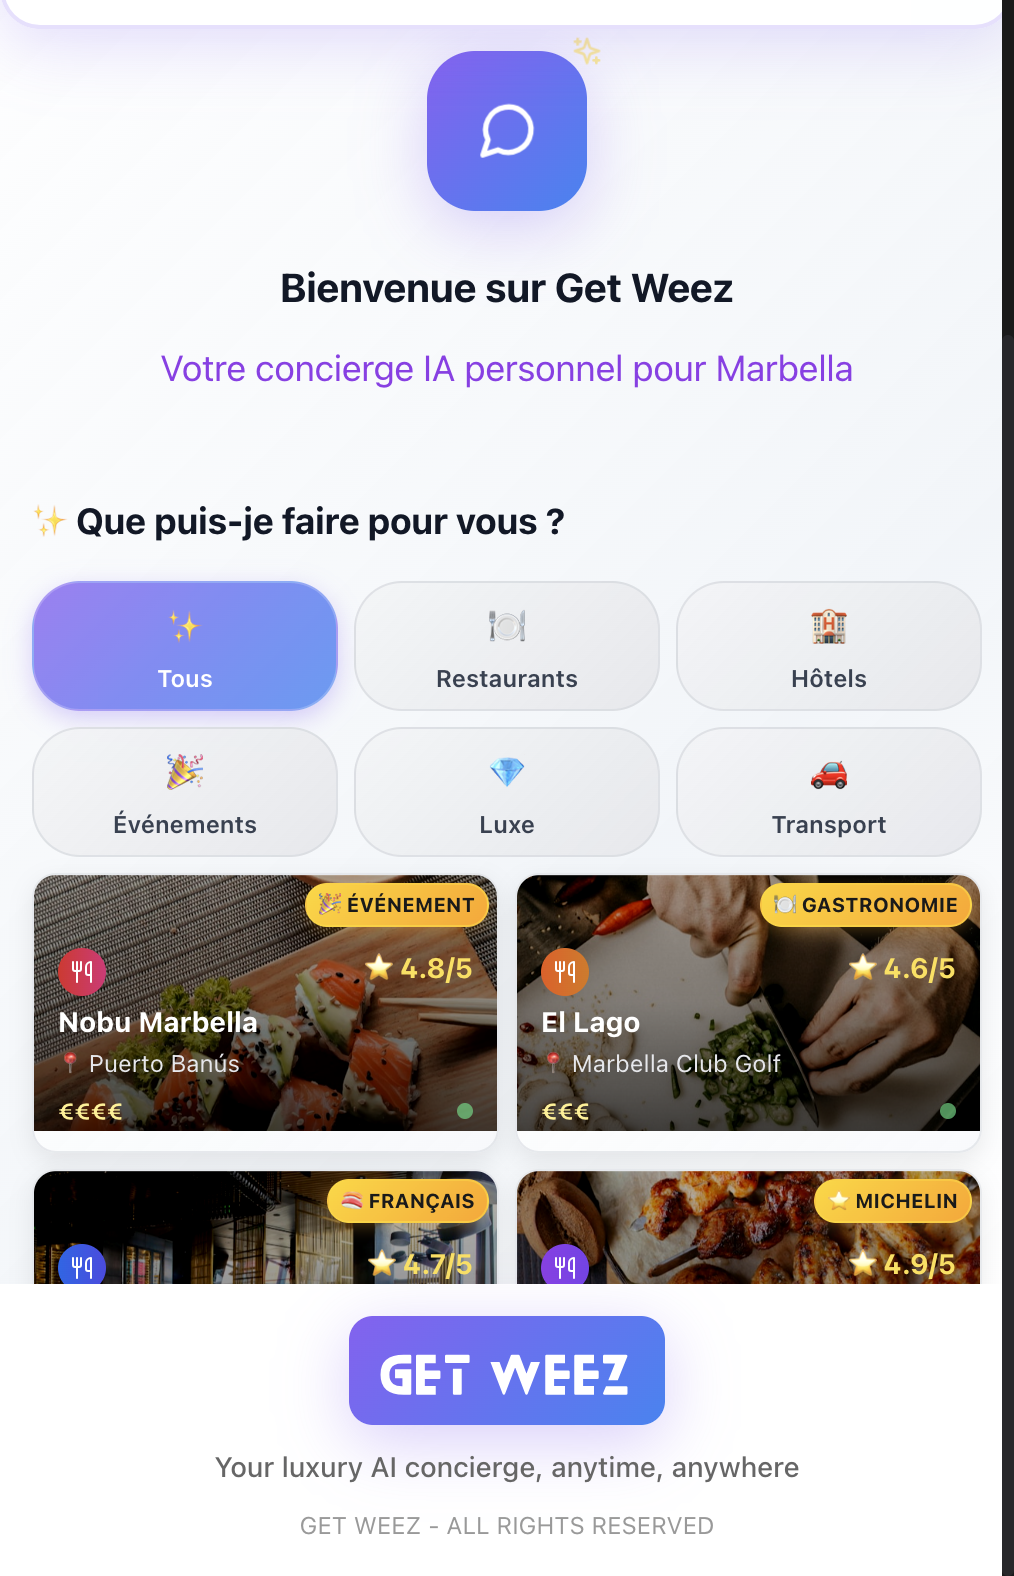 Bienvenue sur Get Weez
Votre concierge IA personnel pour Marbella
✨ Que puis-je faire pour vous ?
Tous
Restaurants
Hôtels
Événements
Luxe
Transport
ÉVÉNEMENT
4.8/5
Nobu Marbella
Puerto Banús
€€€€
GASTRONOMIE
4.6/5
El Lago
Marbella Club Golf
€€€
FRANÇAIS
4.7/5
MICHELIN
4.9/5
GET WEEZ
Your luxury AI concierge, anytime, anywhere
GET WEEZ - ALL RIGHTS RESERVED